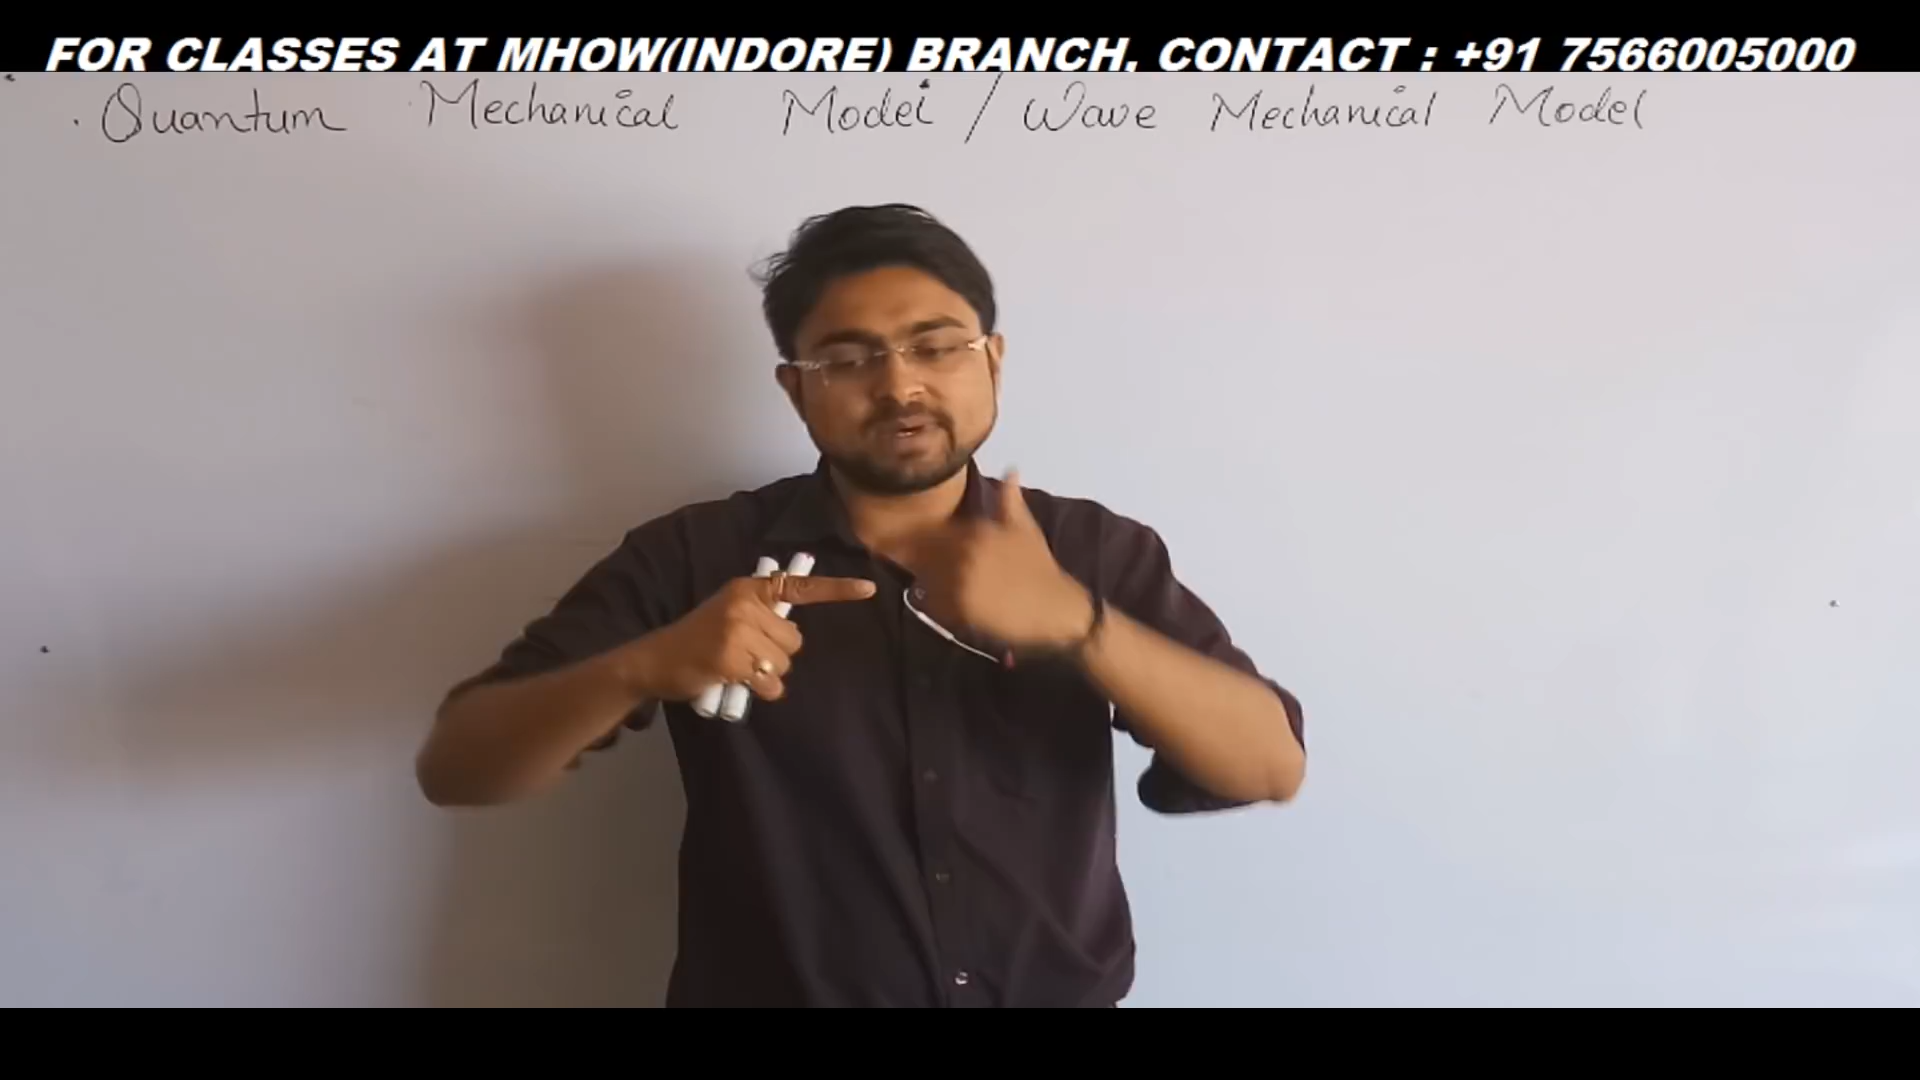 FOR CLASSES AT MHOW(INDORE) BRANCH, CONTACT : +91 7566005000
Quantum Mechanical Model / Wave Mechanical Model